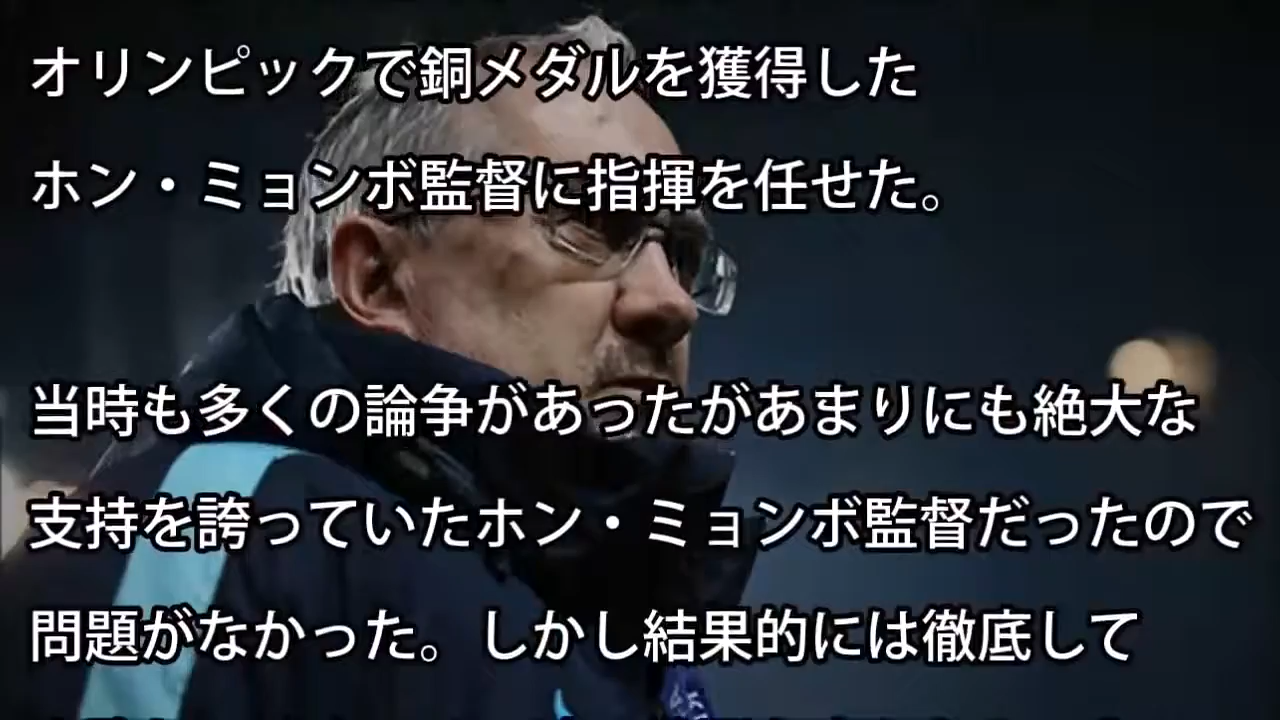 オリンピックで銅メダルを獲得した
ホン・ミョンボ監督に指揮を任せた。
当時も多くの論争があったがあまりにも絶大な
支持を誇っていたホン・ミョンボ監督だったので
問題がなかった。しかし結果的には徹底して